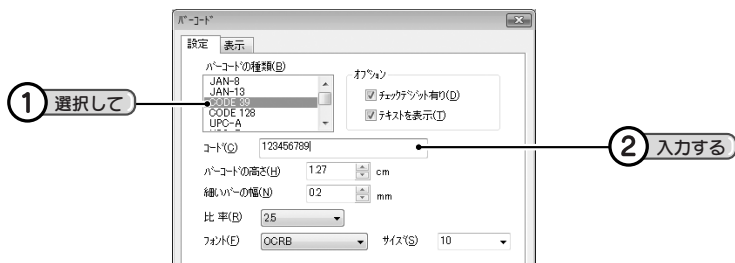 バーコード
設定 表示
バーコードの種類(B)
JAN-8
JAN-13
CODE 39
CODE 128
UPC-A
オプション
チェックデジット有り(D)
テキストを表示(T)
① 選択して
コード(C) 123456789
② 入力する
バーコードの高さ(H) 1.27 cm
細いバーの幅(N) 0.2 mm
比 率(R) 2.5
フォント(F) OCRB サイズ(S) 10